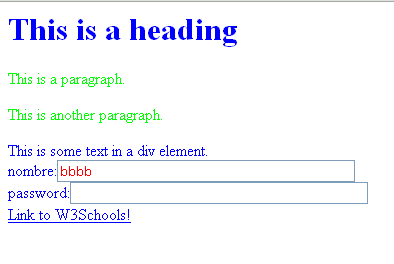 This is a heading
This is a paragraph.
This is another paragraph.
This is some text in a div element.
nombre:bbbb
password:
Link to W3Schools!